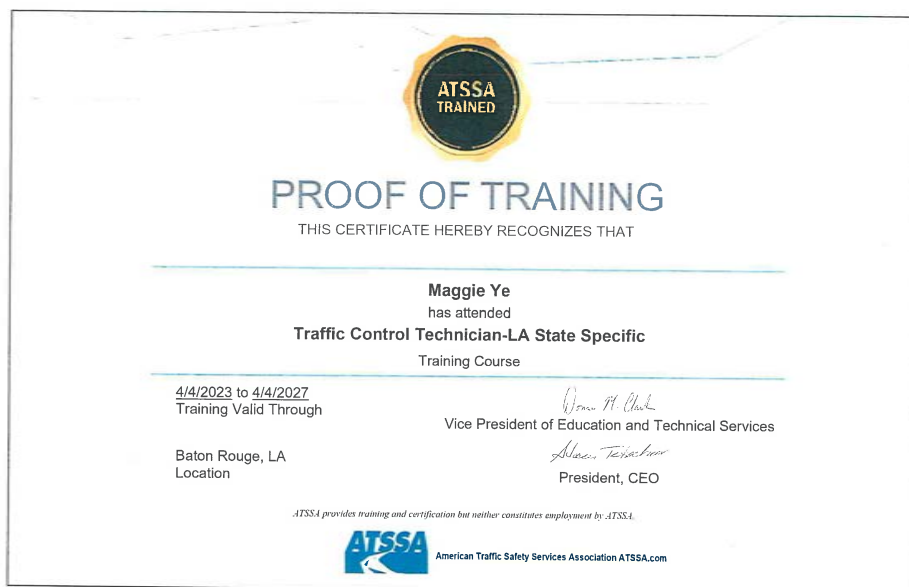 ATSSA
TRAINED
PROOF OF TRAINING
THIS CERTIFICATE HEREBY RECOGNIZES THAT
Maggie Ye
has attended
Traffic Control Technician-LA State Specific
Training Course
4/4/2023 to 4/4/2027
Training Valid Through
Vice President of Education and Technical Services
Baton Rouge, LA
Location
President, CEO
ATSSA provides training and certification but neither constitutes employment by ATSSA.
ATSSA
American Traffic Safety Services Association ATSSA.com